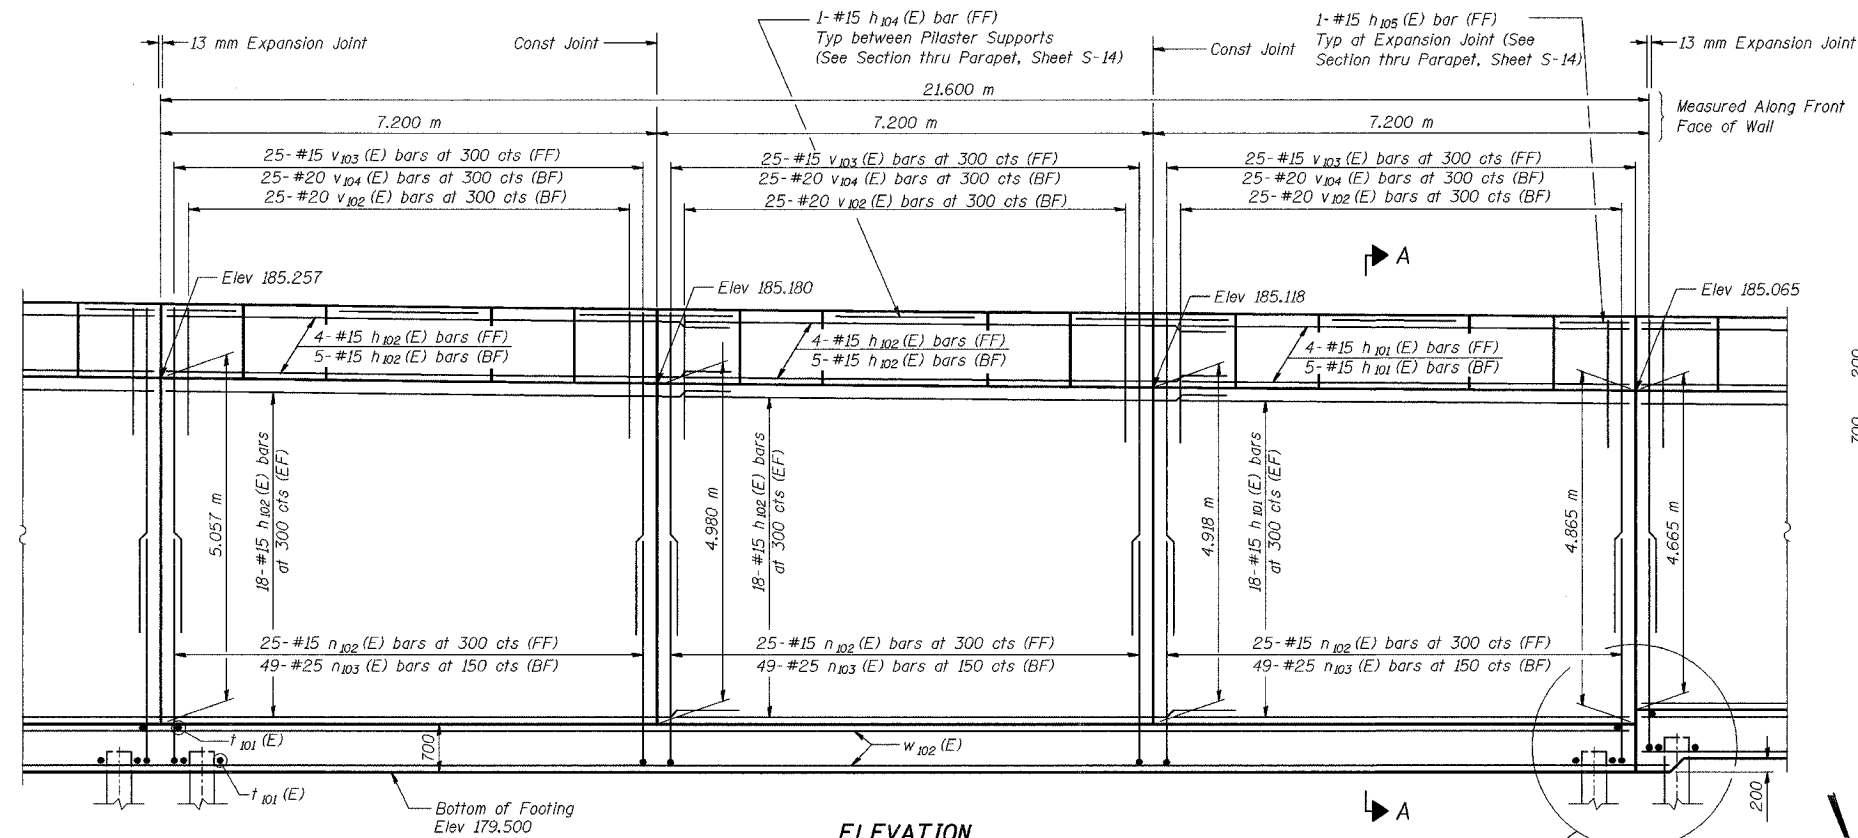 1-#15 h104 (E) bar (FF)
Typ between Pilaster Supports
(See Section thru Parapet, Sheet S-14)
1-#15 h105 (E) bar (FF)
Typ at Expansion Joint (See
Section thru Parapet, Sheet S-14)
13 mm Expansion Joint
Const Joint
Const Joint
13 mm Expansion Joint
21.600 m
Measured Along Front
Face of Wall
7.200 m
7.200 m
7.200 m
25-#15 v103 (E) bars at 300 cts (FF)
25-#20 v104 (E) bars at 300 cts (BF)
25-#20 v102 (E) bars at 300 cts (BF)
25-#15 v103 (E) bars at 300 cts (FF)
25-#20 v104 (E) bars at 300 cts (BF)
25-#20 v102 (E) bars at 300 cts (BF)
25-#15 v103 (E) bars at 300 cts (FF)
25-#20 v104 (E) bars at 300 cts (BF)
25-#20 v102 (E) bars at 300 cts (BF)
A
Elev 185.257
Elev 185.180
Elev 185.118
Elev 185.065
4-#15 h102 (E) bars (FF)
5-#15 h102 (E) bars (BF)
4-#15 h102 (E) bars (FF)
5-#15 h102 (E) bars (BF)
4-#15 h101 (E) bars (FF)
5-#15 h101 (E) bars (BF)
5.057 m
18-#15 h102 (E) bars
at 300 cts (EF)
4.980 m
18-#15 h102 (E) bars
at 300 cts (EF)
4.918 m
18-#15 h101 (E) bars
at 300 cts (EF)
4.865 m
4.665 m
25-#15 n102 (E) bars at 300 cts (FF)
49-#25 n103 (E) bars at 150 cts (BF)
25-#15 n102 (E) bars at 300 cts (FF)
49-#25 n103 (E) bars at 150 cts (BF)
25-#15 n102 (E) bars at 300 cts (FF)
49-#25 n103 (E) bars at 150 cts (BF)
t101 (E)
700
w102 (E)
t101 (E)
200
Bottom of Footing
Elev 179.500
A
ELEVATION